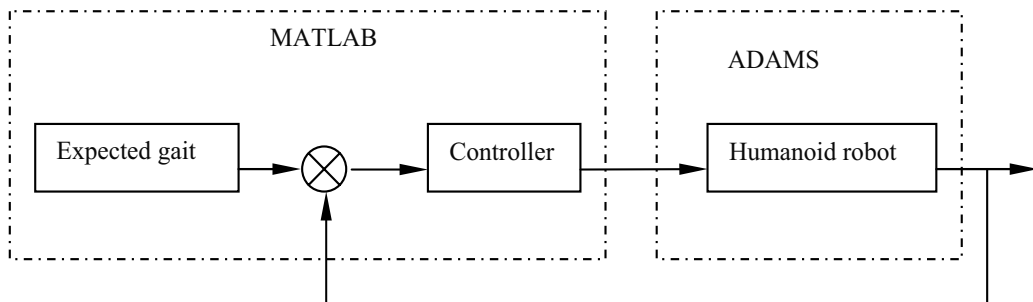 MATLAB
ADAMS
Expected gait
Controller
Humanoid robot